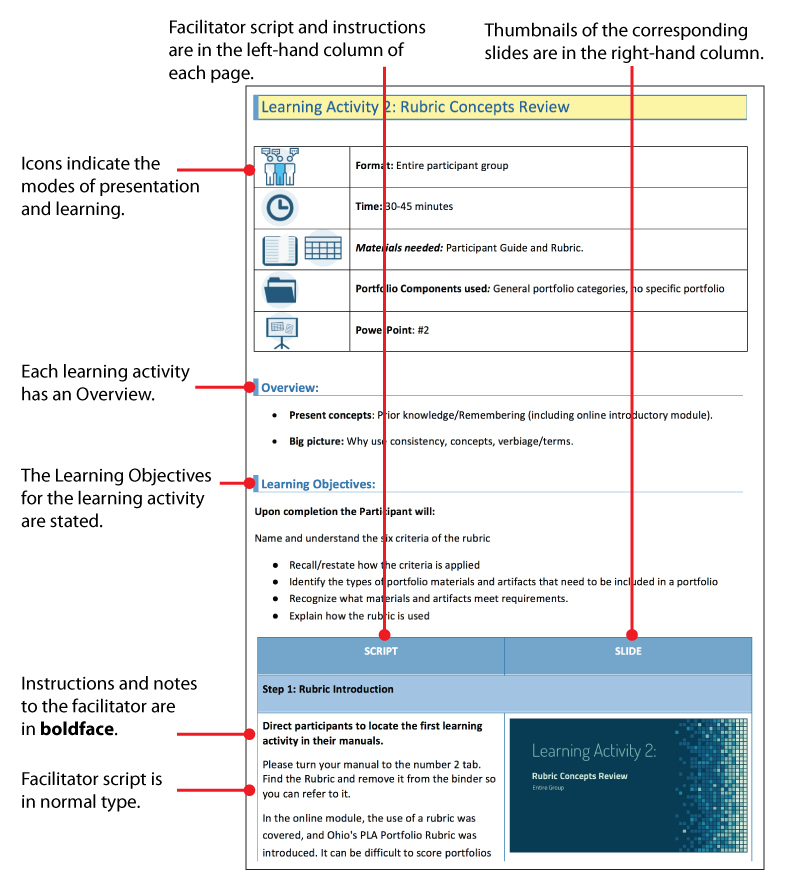 Facilitator script and instructions
are in the left-hand column of
each page.
Thumbnails of the corresponding
slides are in the right-hand column.
Learning Activity 2: Rubric Concepts Review
Icons indicate the
modes of presentation
and learning.
Format: Entire participant group
Time: 30-45 minutes
Materials needed: Participant Guide and Rubric.
Portfolio Components used: General portfolio categories, no specific portfolio
PowerPoint: #2
Each learning activity
has an Overview.
Overview:
• Present concepts: Prior knowledge/Remembering (including online introductory module).
• Big picture: Why use consistency, concepts, verbiage/terms.
The Learning Objectives
for the learning activity
are stated.
Learning Objectives:
Upon completion the Participant will:
Name and understand the six criteria of the rubric
• Recall/restate how the criteria is applied
• Identify the types of portfolio materials and artifacts that need to be included in a portfolio
• Recognize what materials and artifacts meet requirements.
• Explain how the rubric is used
SCRIPT
SLIDE
Step 1: Rubric Introduction
Instructions and notes
to the facilitator are
in boldface.
Direct participants to locate the first learning
activity in their manuals.
Facilitator script is
in normal type.
Please turn your manual to the number 2 tab.
Find the Rubric and remove it from the binder so
you can refer to it.
In the online module, the use of a rubric was
covered, and Ohio's PLA Portfolio Rubric was
introduced. It can be difficult to score portfolios
Learning Activity 2:
Rubric Concepts Review
Entire Group